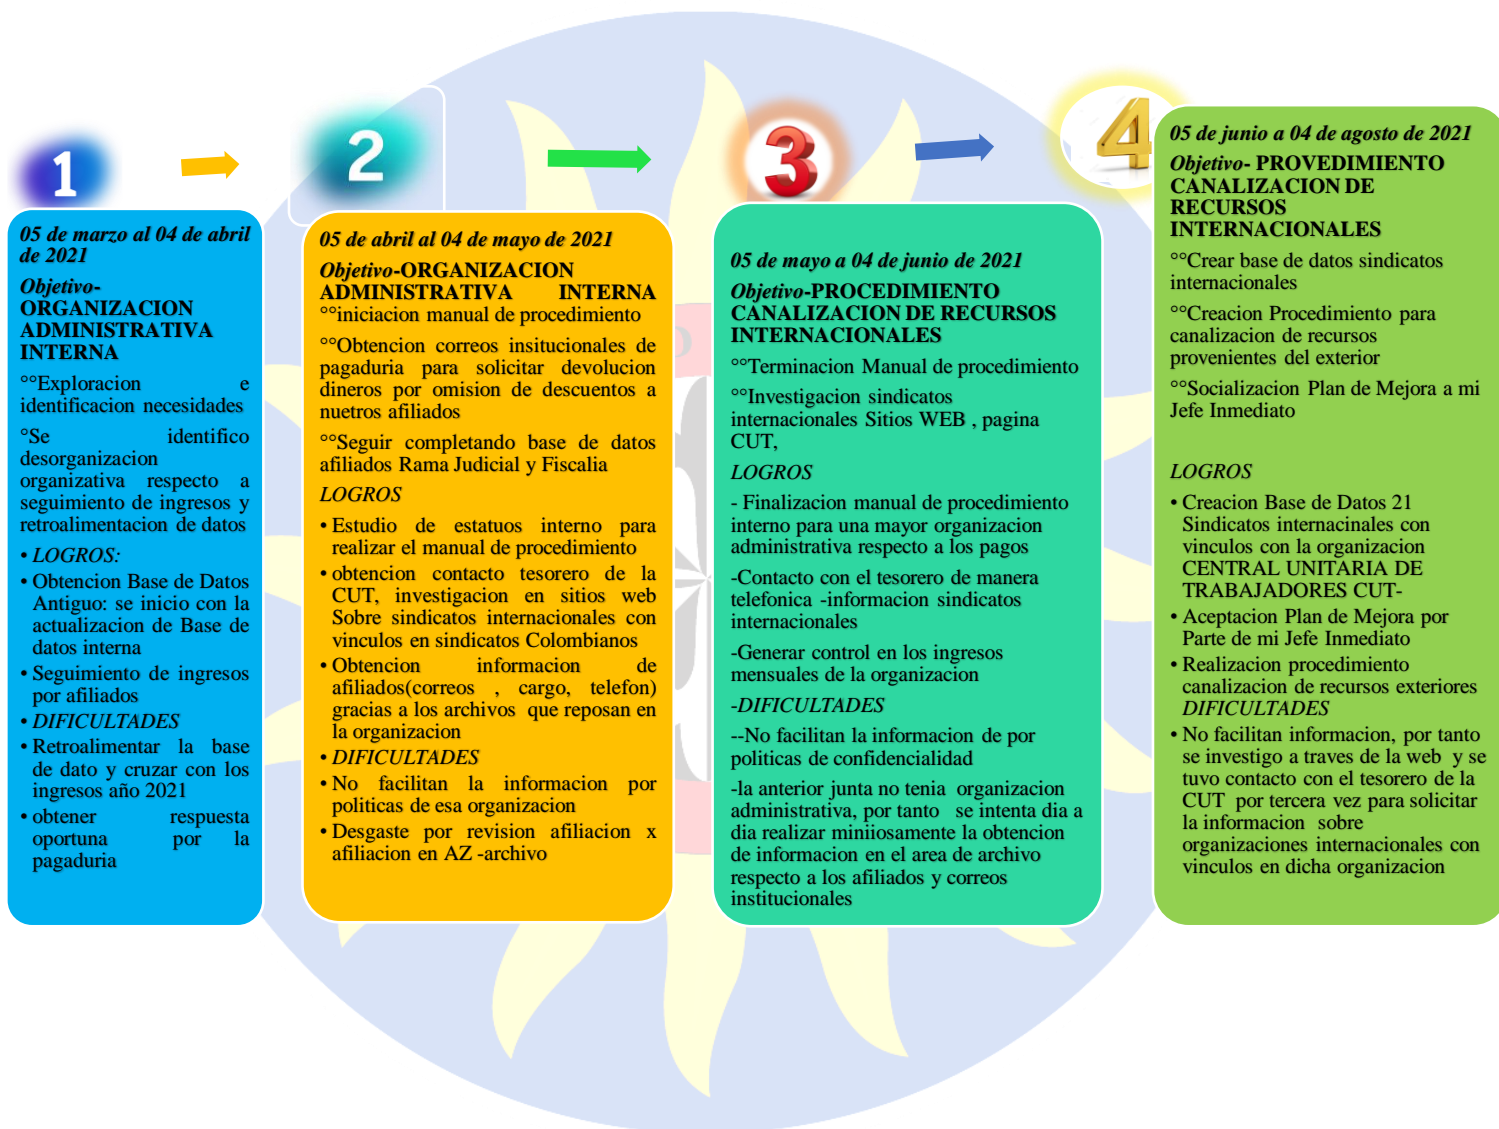 1
05 de marzo al 04 de abril
de 2021
Objetivo-
ORGANIZACION
ADMINISTRATIVA
INTERNA
°°Exploracion e
identificacion necesidades
°Se identifico
desorganizacion
organizativa respecto a
seguimiento de ingresos y
retroalimentacion de datos
• LOGROS:
• Obtencion Base de Datos
Antiguo: se inicio con la
actualizacion de Base de
datos interna
• Seguimiento de ingresos
por afiliados
• DIFICULTADES
• Retroalimentar la base
de dato y cruzar con los
ingresos año 2021
• obtener respuesta
oportuna por la
pagaduria
2
05 de abril al 04 de mayo de 2021
Objetivo-ORGANIZACION
ADMINISTRATIVA INTERNA
°°iniciacion manual de procedimiento
°°Obtencion correos insitucionales de
pagaduria para solicitar devolucion
dineros por omision de descuentos a
nuetros afiliados
°°Seguir completando base de datos
afiliados Rama Judicial y Fiscalia
LOGROS
• Estudio de estatuos interno para
realizar el manual de procedimiento
• obtencion contacto tesorero de la
CUT, investigacion en sitios web
Sobre sindicatos internacionales con
vinculos en sindicatos Colombianos
• Obtencion informacion de
afiliados(correos , cargo, telefon)
gracias a los archivos que reposan en
la organizacion
• DIFICULTADES
• No facilitan la informacion por
politicas de esa organizacion
• Desgaste por revision afiliacion x
afiliacion en AZ -archivo
3
05 de mayo a 04 de junio de 2021
Objetivo-PROCEDIMIENTO
CANALIZACION DE RECURSOS
INTERNACIONALES
°°Terminacion Manual de procedimiento
°°Investigacion sindicatos
internacionales Sitios WEB , pagina
CUT,
LOGROS
- Finalizacion manual de procedimiento
interno para una mayor organizacion
administrativa respecto a los pagos
-Contacto con el tesorero de manera
telefonica -informacion sindicatos
internacionales
-Generar control en los ingresos
mensuales de la organizacion
-DIFICULTADES
--No facilitan la informacion de por
politicas de confidencialidad
-la anterior junta no tenia organizacion
administrativa, por tanto se intenta dia a
dia realizar miniiosamente la obtencion
de informacion en el area de archivo
respecto a los afiliados y correos
institucionales
4
05 de junio a 04 de agosto de 2021
Objetivo- PROVEDIMIENTO
CANALIZACION DE
RECURSOS
INTERNACIONALES
°°Crear base de datos sindicatos
internacionales
°°Creacion Procedimiento para
canalizacion de recursos
provenientes del exterior
°°Socializacion Plan de Mejora a mi
Jefe Inmediato
LOGROS
• Creacion Base de Datos 21
Sindicatos internacinales con
vinculos con la organizacion
CENTRAL UNITARIA DE
TRABAJADORES CUT-
• Aceptacion Plan de Mejora por
Parte de mi Jefe Inmediato
• Realizacion procedimiento
canalizacion de recursos exteriores
DIFICULTADES
• No facilitan informacion, por tanto
se investigo a traves de la web y se
tuvo contacto con el tesorero de la
CUT por tercera vez para solicitar
la informacion sobre
organizaciones internacionales con
vinculos en dicha organizacion